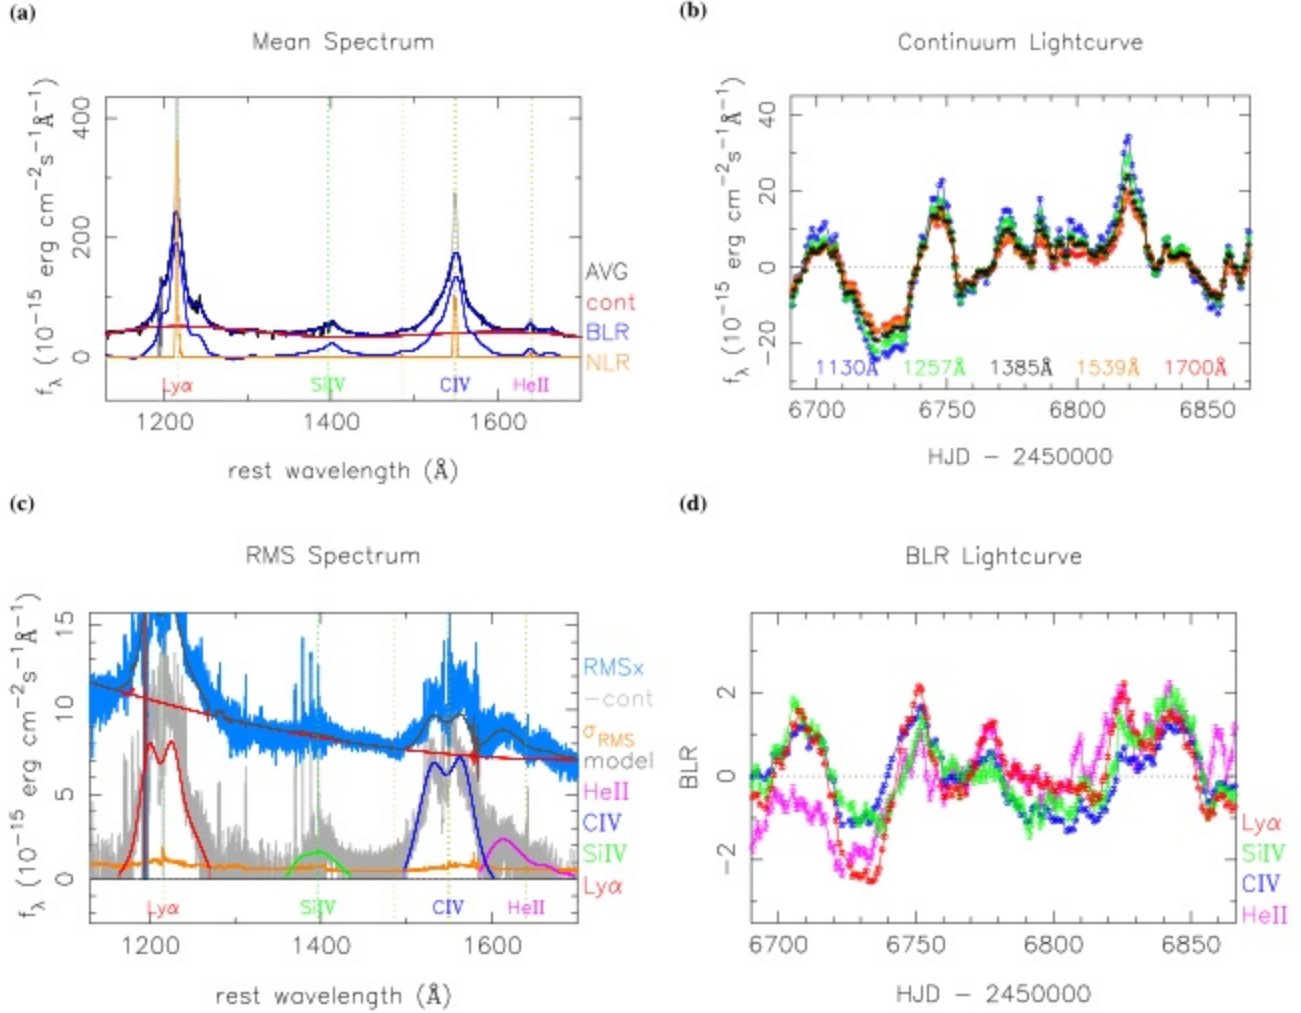 (a)
Mean Spectrum
f_λ (10⁻¹⁵ erg cm⁻²s⁻¹Å⁻¹)
400
200
0
AVG
cont
BLR
NLR
Lyα
SiIV
CIV
HeII
1200
1400
1600
rest wavelength (Å)
(b)
Continuum Lightcurve
f_λ (10⁻¹⁵ erg cm⁻²s⁻¹Å⁻¹)
40
20
0
−20
1130Å
1257Å
1385Å
1539Å
1700Å
6700
6750
6800
6850
HJD − 2450000
(c)
RMS Spectrum
f_λ (10⁻¹⁵ erg cm⁻²s⁻¹Å⁻¹)
15
10
5
0
RMSx
−cont
σ_RMS
model
HeII
CIV
SiIV
Lyα
Lyα
SiIV
CIV
HeII
1200
1400
1600
rest wavelength (Å)
(d)
BLR Lightcurve
BLR
2
0
−2
Lyα
SiIV
CIV
HeII
6700
6750
6800
6850
HJD − 2450000